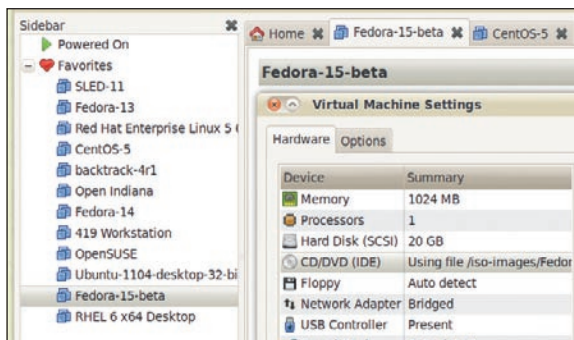 Sidebar
Powered On
Favorites
SLED-11
Fedora-13
Red Hat Enterprise Linux 5
CentOS-5
backtrack-4r1
Open Indiana
Fedora-14
419 Workstation
OpenSUSE
Ubuntu-1104-desktop-32-bi
Fedora-15-beta
RHEL 6 x64 Desktop
Home Fedora-15-beta CentOS-5
Fedora-15-beta
Virtual Machine Settings
Hardware Options
Device Summary
Memory 1024 MB
Processors 1
Hard Disk (SCSI) 20 GB
CD/DVD (IDE) Using file /iso-images/Fedor
Floppy Auto detect
Network Adapter Bridged
USB Controller Present